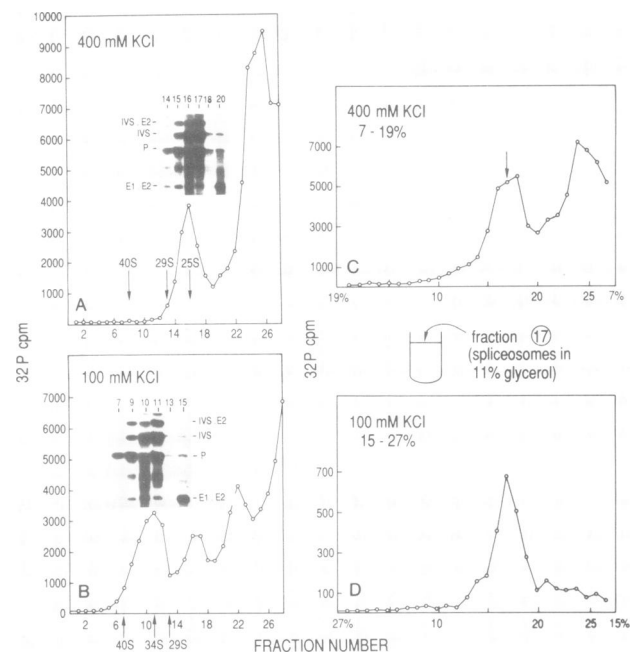 10000
9000
8000
7000
6000
5000
4000
3000
2000
1000
400 mM KCl
14 15 16 17 18 20
IVS . E2
IVS
P
E1 E2
40S 29S 25S
A
2 6 10 14 18 22 26
32 P cpm
7000
6000
5000
4000
3000
2000
1000
0
100 mM KCl
7 9 10 11 13 15
IVS E2
IVS
P
E1 E2
B
2 6 10 14 18 22 26
40S 34S 29S
400 mM KCl
7 - 19%
7000
5000
3000
1000
C
19% 10 20 25 7%
32 P cpm
fraction 17
(spliceosomes in
11% glycerol)
100 mM KCl
15 - 27%
700
500
300
100
D
27% 10 20 25 15%
FRACTION NUMBER